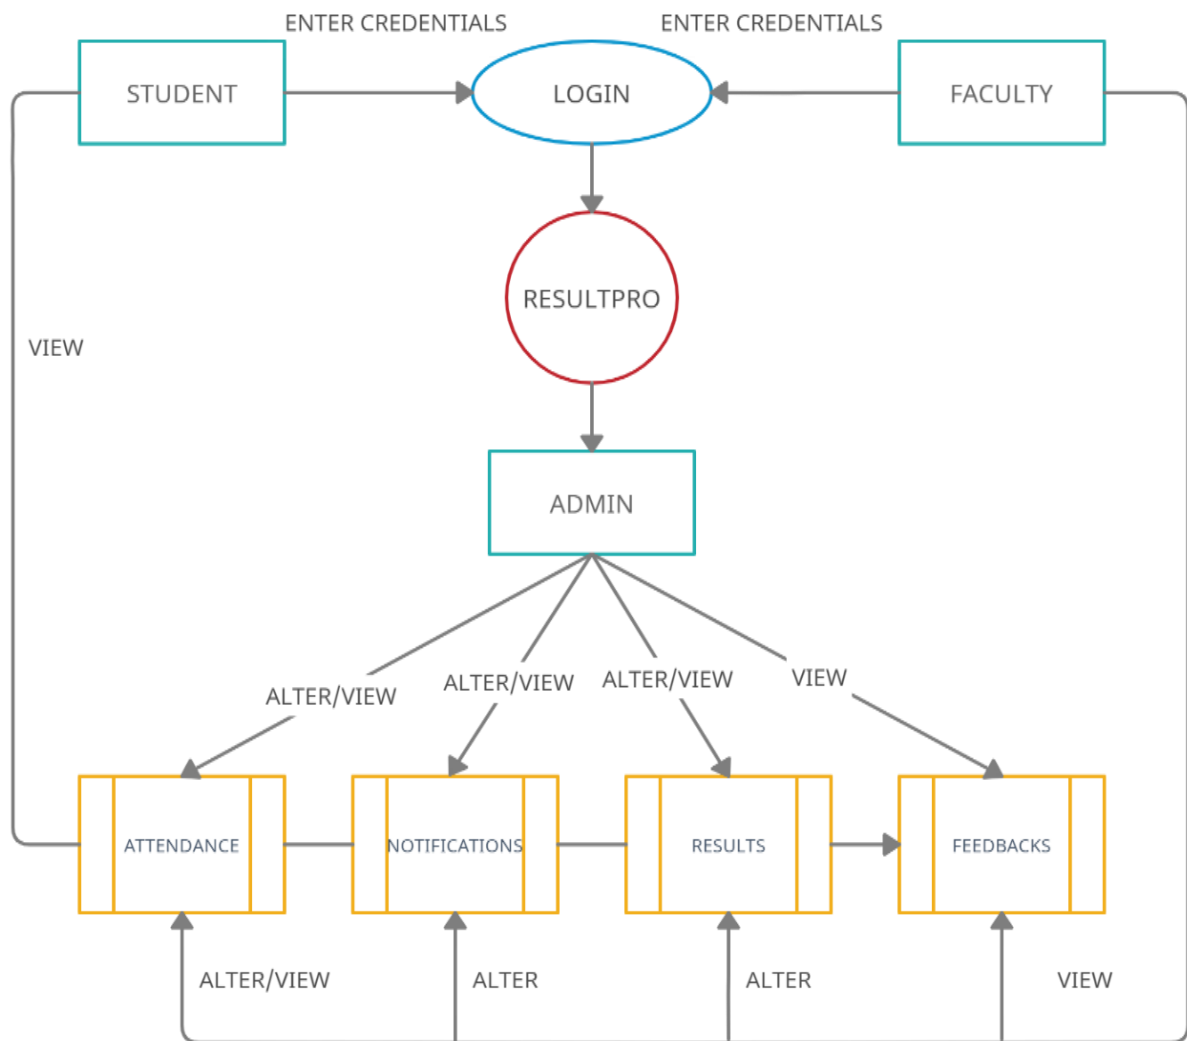 ENTER CREDENTIALS
ENTER CREDENTIALS
STUDENT
LOGIN
FACULTY
RESULTPRO
VIEW
ADMIN
ALTER/VIEW
ALTER/VIEW
ALTER/VIEW
VIEW
ATTENDANCE
NOTIFICATIONS
RESULTS
FEEDBACKS
ALTER/VIEW
ALTER
ALTER
VIEW